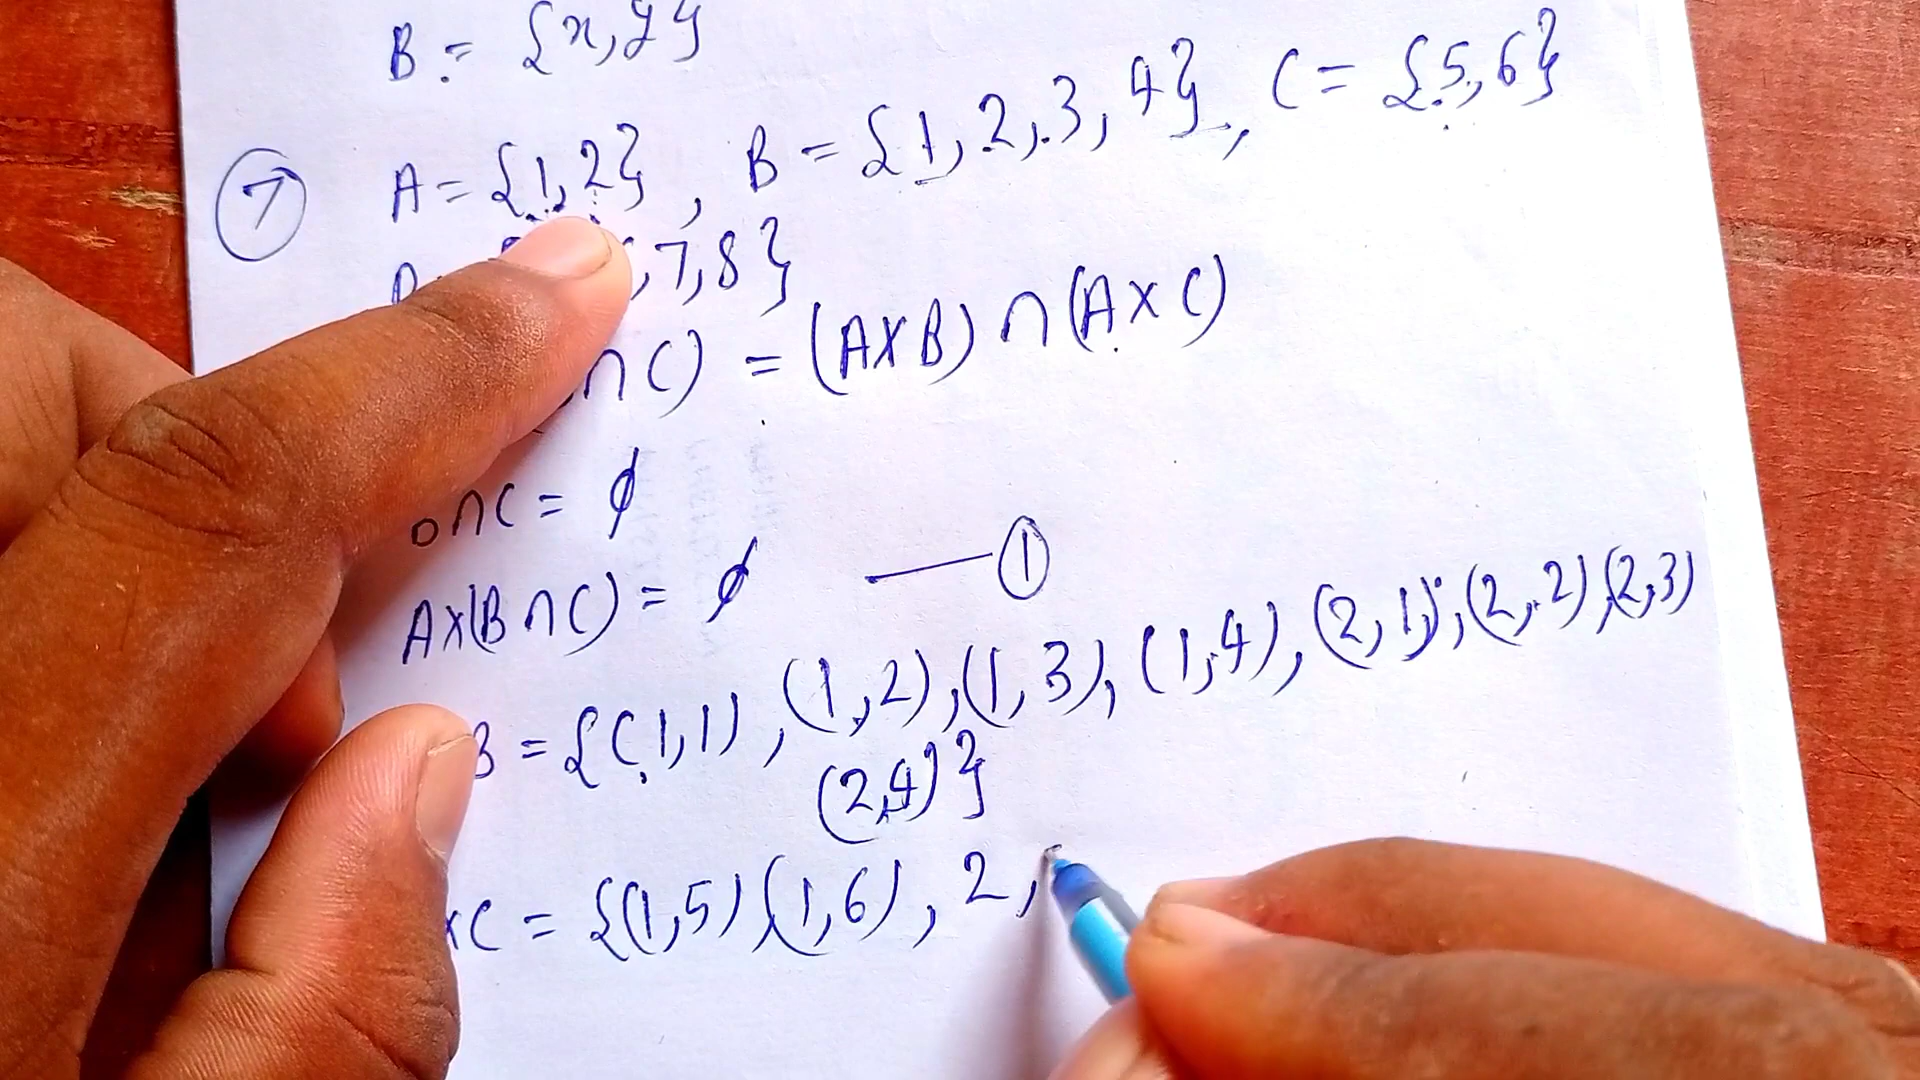 B = {x, y}
⑦ A = {1, 2}, B = {1, 2, 3, 4}, C = {5, 6}
, 7, 8}
∩ C) = (A X B) ∩ (A X C)
∩ C = ϕ
A X (B ∩ C) = ϕ — ①
B = {(1, 1), (1, 2), (1, 3), (1, 4), (2, 1), (2, 2), (2, 3)
(2, 4)}
X C = {(1, 5), (1, 6), 2,